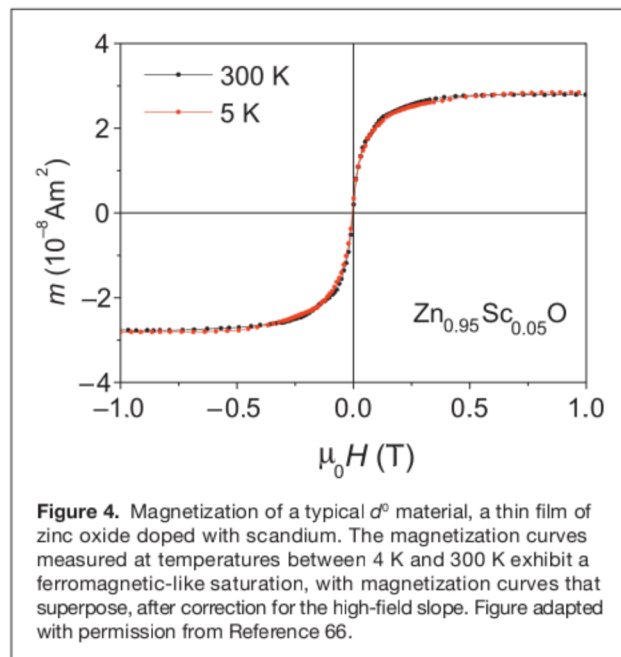 4
2
0
−2
−4
300 K
5 K
m (10⁻⁸Am²)
Zn₀.₉₅Sc₀.₀₅O
−1.0 −0.5 0.0 0.5 1.0
μ₀H (T)
Figure 4. Magnetization of a typical d⁰ material, a thin film of
zinc oxide doped with scandium. The magnetization curves
measured at temperatures between 4 K and 300 K exhibit a
ferromagnetic-like saturation, with magnetization curves that
superpose, after correction for the high-field slope. Figure adapted
with permission from Reference 66.